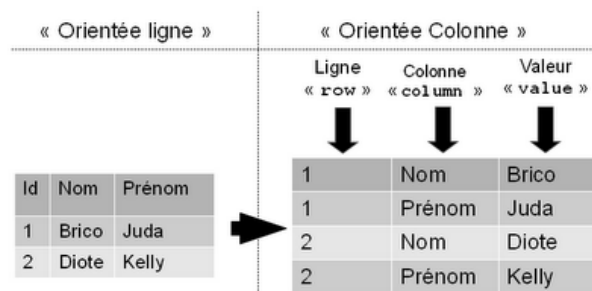 « Orientée ligne »
« Orientée Colonne »
Ligne
« row »
Colonne
« column »
Valeur
« value »
Id Nom Prénom
1 Brico Juda
2 Diote Kelly
1 Nom Brico
1 Prénom Juda
2 Nom Diote
2 Prénom Kelly